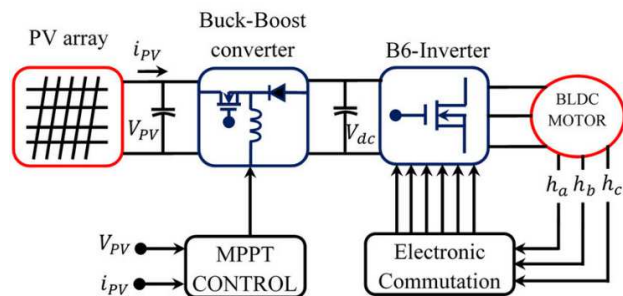 PV array
Buck-Boost
converter
B6-Inverter
i_PV
V_PV
V_dc
BLDC
MOTOR
h_a h_b h_c
V_PV
i_PV
MPPT
CONTROL
Electronic
Commutation